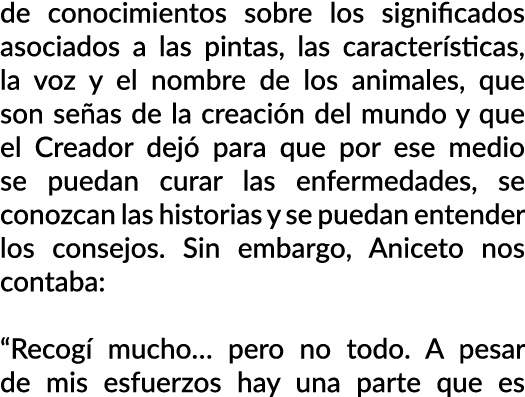 de conocimientos sobre los significados
asociados a las pintas, las características,
la voz y el nombre de los animales, que
son señas de la creación del mundo y que
el Creador dejó para que por ese medio
se puedan curar las enfermedades, se
conozcan las historias y se puedan entender
los consejos. Sin embargo, Aniceto nos
contaba:

“Recogí mucho... pero no todo. A pesar
de mis esfuerzos hay una parte que es